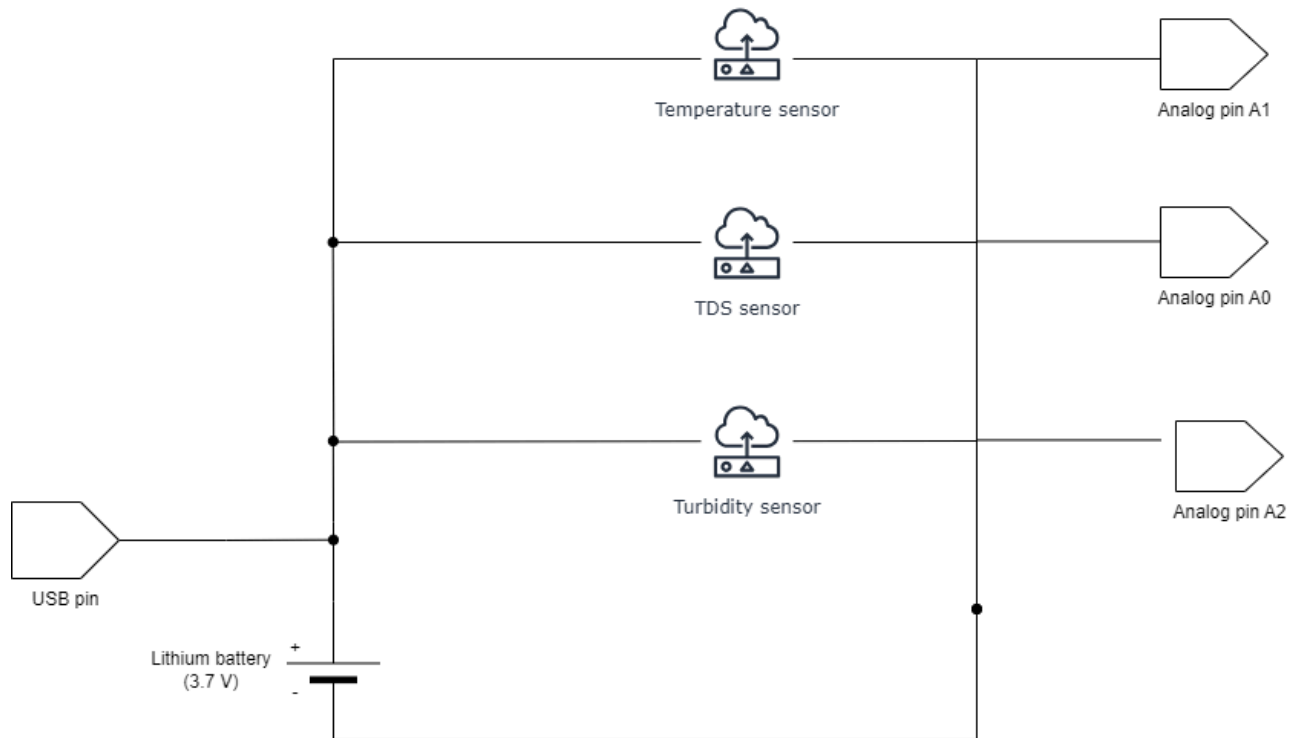 Temperature sensor
Analog pin A1
TDS sensor
Analog pin A0
Turbidity sensor
Analog pin A2
USB pin
+
Lithium battery
(3.7 V)
-